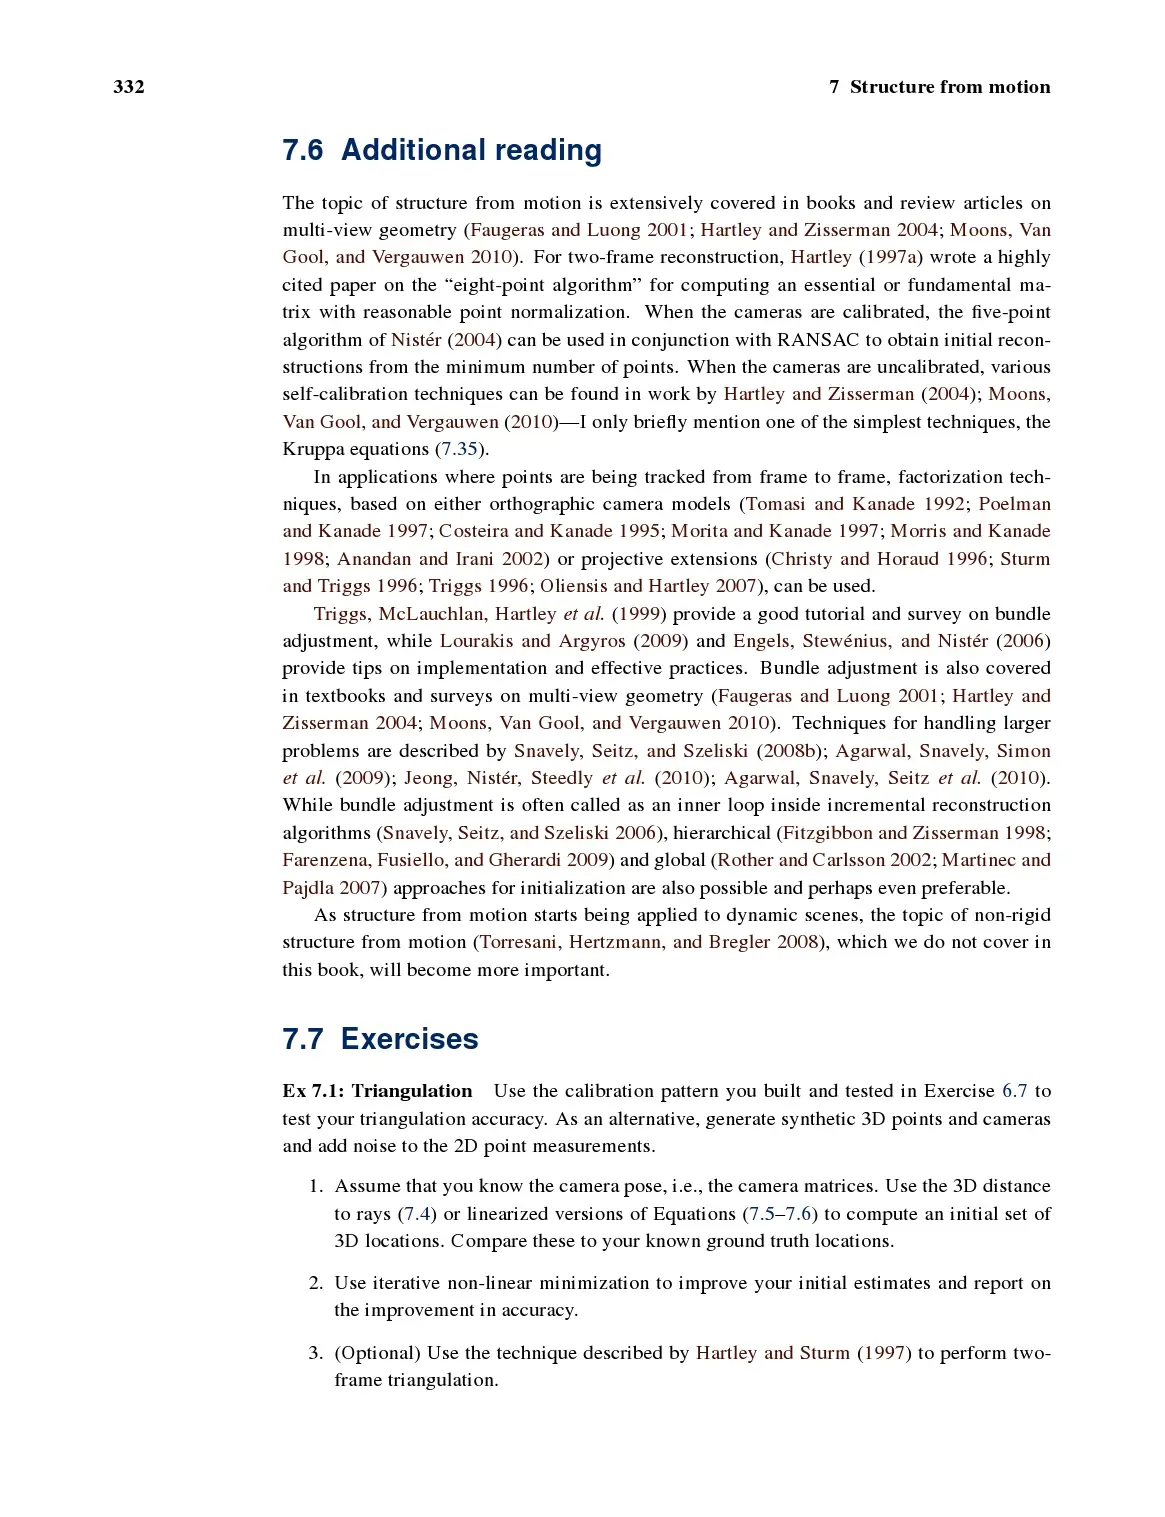 332
7 Structure from motion
7.6 Additional reading
The topic of structure from motion is extensively covered in books and review articles on
multi-view geometry (Faugeras and Luong 2001; Hartley and Zisserman 2004; Moons, Van
Gool, and Vergauwen 2010). For two-frame reconstruction, Hartley (1997a) wrote a highly
cited paper on the “eight-point algorithm” for computing an essential or fundamental ma-
trix with reasonable point normalization. When the cameras are calibrated, the five-point
algorithm of Nistér (2004) can be used in conjunction with RANSAC to obtain initial recon-
structions from the minimum number of points. When the cameras are uncalibrated, various
self-calibration techniques can be found in work by Hartley and Zisserman (2004); Moons,
Van Gool, and Vergauwen (2010)—I only briefly mention one of the simplest techniques, the
Kruppa equations (7.35).
In applications where points are being tracked from frame to frame, factorization tech-
niques, based on either orthographic camera models (Tomasi and Kanade 1992; Poelman
and Kanade 1997; Costeira and Kanade 1995; Morita and Kanade 1997; Morris and Kanade
1998; Anandan and Irani 2002) or projective extensions (Christy and Horaud 1996; Sturm
and Triggs 1996; Triggs 1996; Oliensis and Hartley 2007), can be used.
Triggs, McLauchlan, Hartley et al. (1999) provide a good tutorial and survey on bundle
adjustment, while Lourakis and Argyros (2009) and Engels, Stewénius, and Nistér (2006)
provide tips on implementation and effective practices. Bundle adjustment is also covered
in textbooks and surveys on multi-view geometry (Faugeras and Luong 2001; Hartley and
Zisserman 2004; Moons, Van Gool, and Vergauwen 2010). Techniques for handling larger
problems are described by Snavely, Seitz, and Szeliski (2008b); Agarwal, Snavely, Simon
et al. (2009); Jeong, Nistér, Steedly et al. (2010); Agarwal, Snavely, Seitz et al. (2010).
While bundle adjustment is often called as an inner loop inside incremental reconstruction
algorithms (Snavely, Seitz, and Szeliski 2006), hierarchical (Fitzgibbon and Zisserman 1998;
Farenzena, Fusiello, and Gherardi 2009) and global (Rother and Carlsson 2002; Martinec and
Pajdla 2007) approaches for initialization are also possible and perhaps even preferable.
As structure from motion starts being applied to dynamic scenes, the topic of non-rigid
structure from motion (Torresani, Hertzmann, and Bregler 2008), which we do not cover in
this book, will become more important.
7.7 Exercises
Ex 7.1: Triangulation Use the calibration pattern you built and tested in Exercise 6.7 to
test your triangulation accuracy. As an alternative, generate synthetic 3D points and cameras
and add noise to the 2D point measurements.
1. Assume that you know the camera pose, i.e., the camera matrices. Use the 3D distance
to rays (7.4) or linearized versions of Equations (7.5–7.6) to compute an initial set of
3D locations. Compare these to your known ground truth locations.
2. Use iterative non-linear minimization to improve your initial estimates and report on
the improvement in accuracy.
3. (Optional) Use the technique described by Hartley and Sturm (1997) to perform two-
frame triangulation.